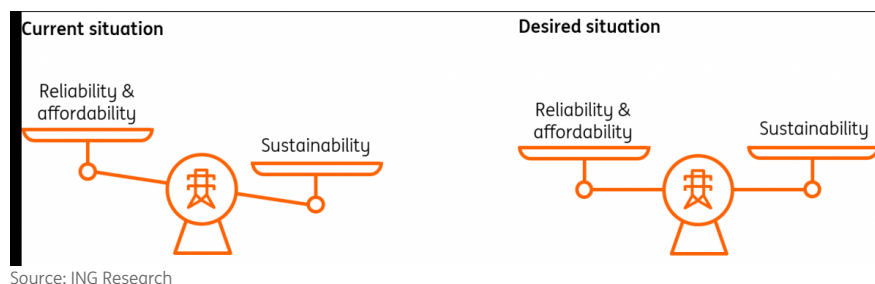 Current situation
Desired situation
Reliability &
affordability
Sustainability
Reliability &
affordability
Sustainability
Source: ING Research